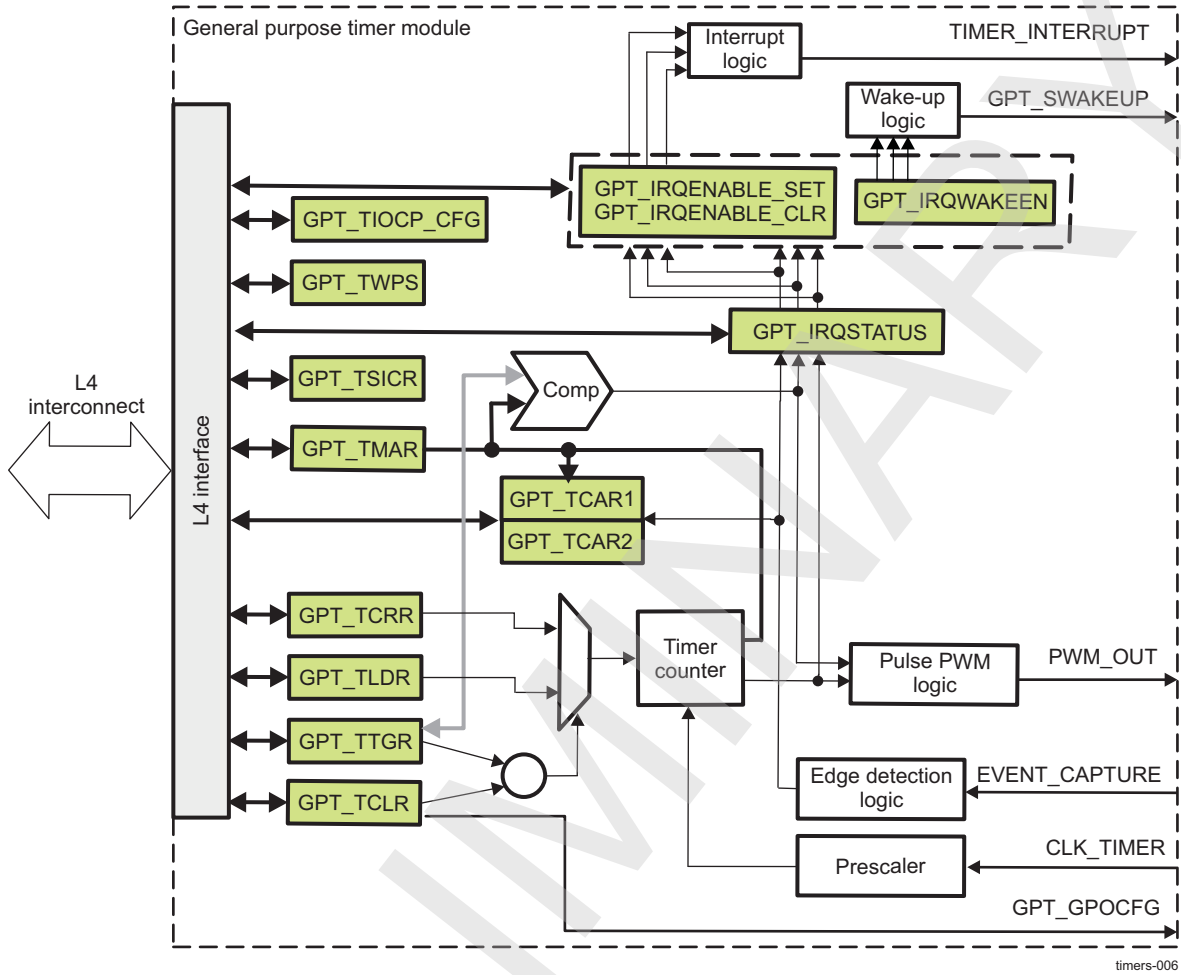 General purpose timer module
Interrupt
logic
TIMER_INTERRUPT
Wake-up
logic
GPT_SWAKEUP
GPT_IRQENABLE_SET
GPT_IRQENABLE_CLR
GPT_IRQWAKEEN
GPT_TIOCP_CFG
GPT_TWPS
GPT_IRQSTATUS
GPT_TSICR
Comp
L4
interconnect
L4 interface
GPT_TMAR
GPT_TCAR1
GPT_TCAR2
GPT_TCRR
Timer
counter
GPT_TLDR
Pulse PWM
logic
PWM_OUT
GPT_TTGR
GPT_TCLR
Edge detection
logic
EVENT_CAPTURE
Prescaler
CLK_TIMER
GPT_GPOCFG
timers-006
IMINARY